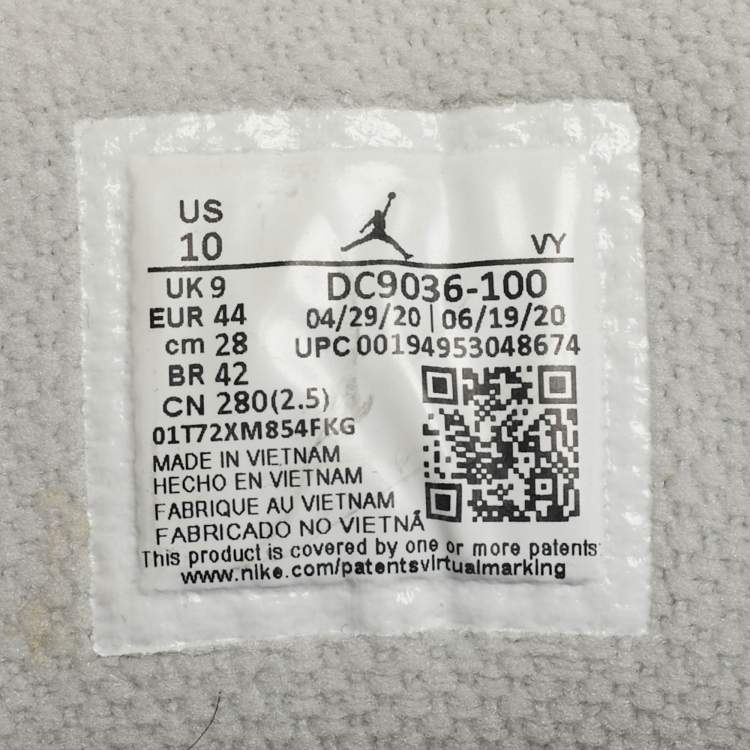 US
10
VY
UK 9
DC9036-100
EUR 44
04/29/20 | 06/19/20
cm 28
UPC 00194953048674
BR 42
CN 280(2.5)
01T72XM854FKG
MADE IN VIETNAM
HECHO EN VIETNAM
FABRIQUE AU VIETNAM
FABRICADO NO VIETNÃ
This product is covered by one or more patents
www.nike.com/patentsvirtualmarking